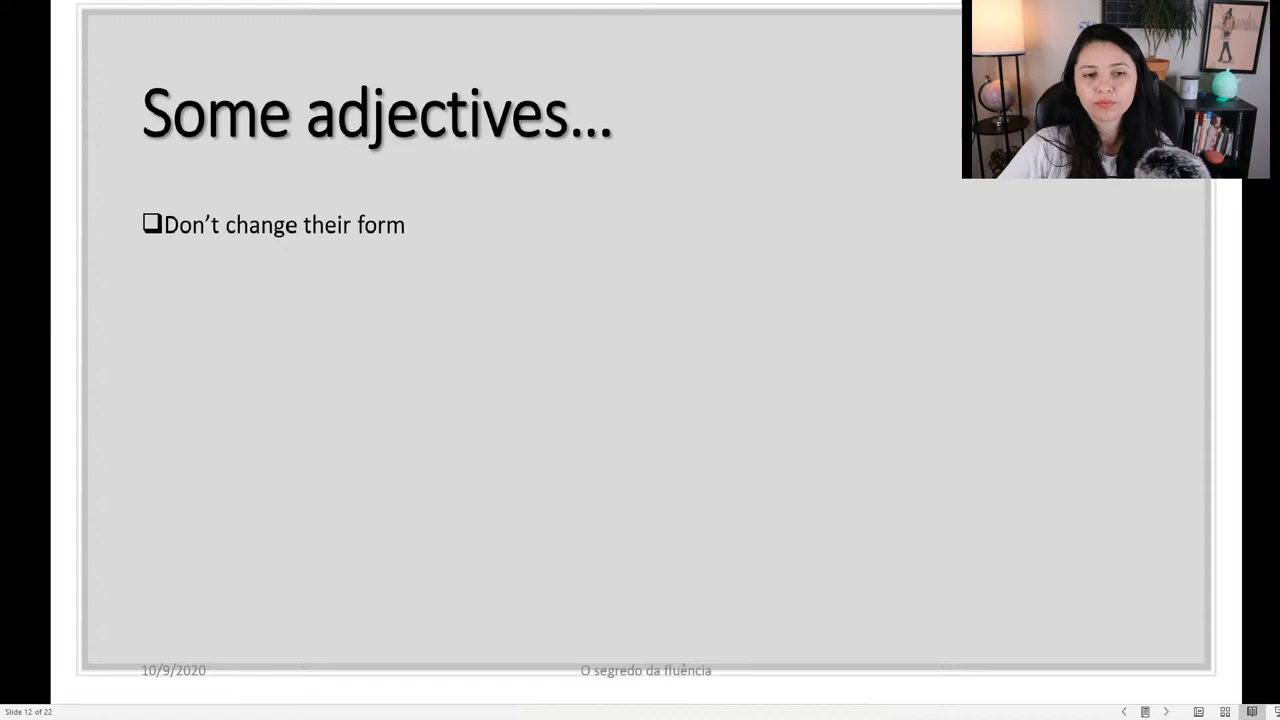 Some adjectives...
❑Don't change their form
10/9/2020
O segredo da fluência
Slide 12 of 22